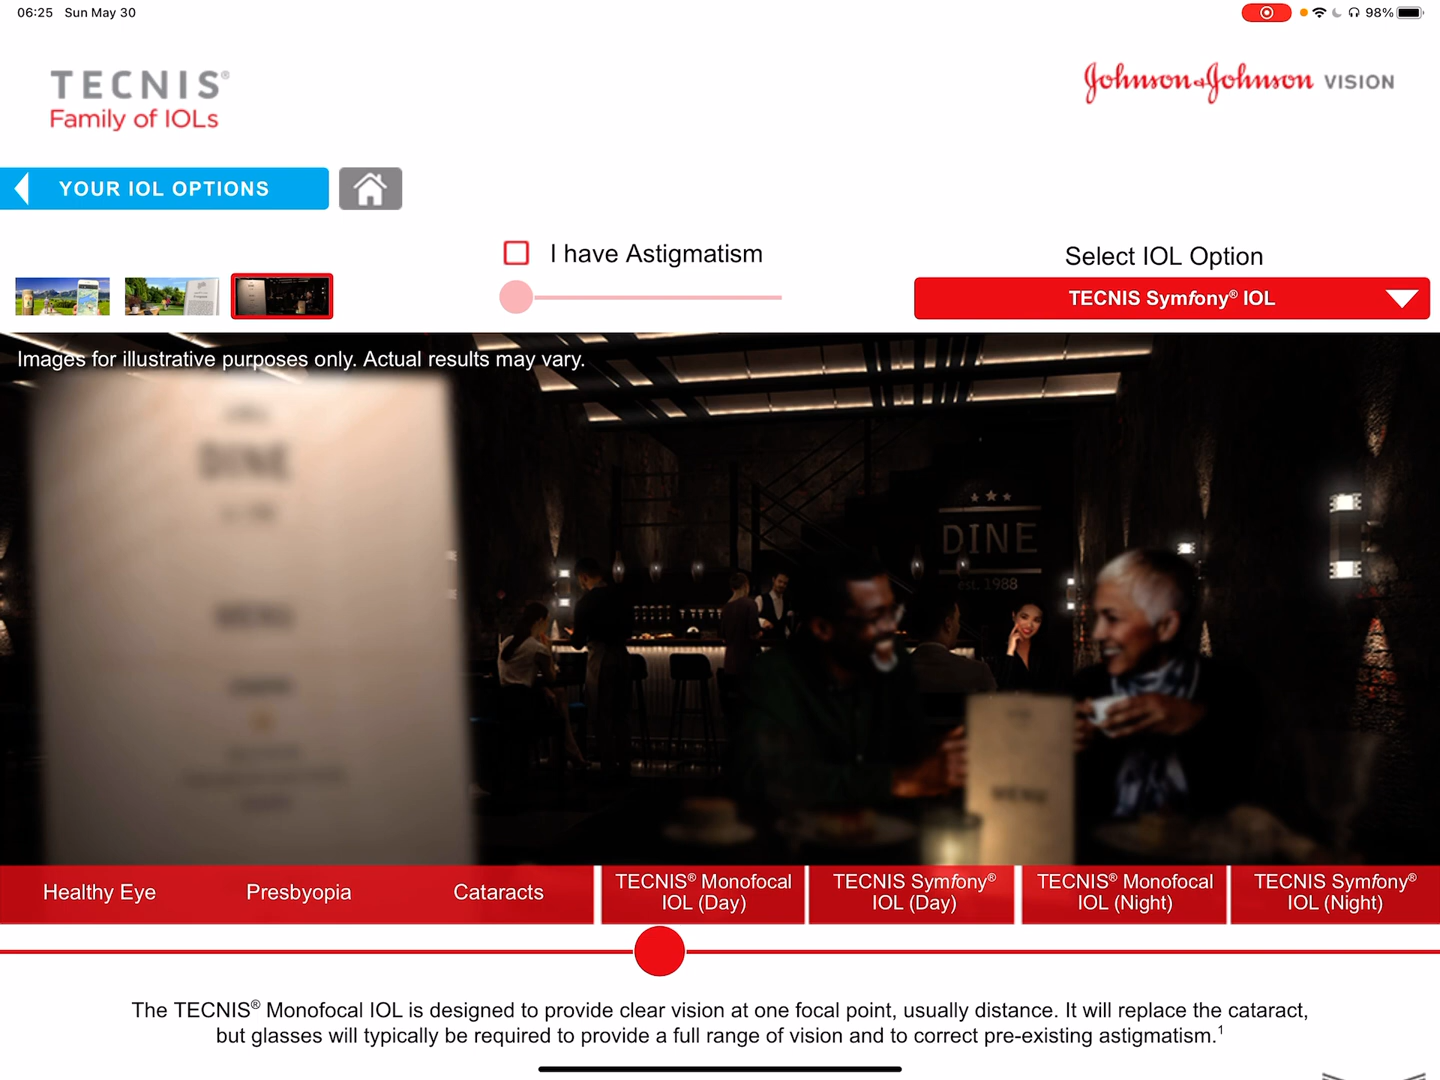 06:25 Sun May 30
98%
TECNIS®
Family of IOLs
Johnson & Johnson VISION
YOUR IOL OPTIONS
I have Astigmatism
Select IOL Option
TECNIS Symfony® IOL
Images for illustrative purposes only. Actual results may vary.
DINE
MENU
DINE
est. 1988
MENU
Healthy Eye
Presbyopia
Cataracts
TECNIS® Monofocal
IOL (Day)
TECNIS Symfony®
IOL (Day)
TECNIS® Monofocal
IOL (Night)
TECNIS Symfony®
IOL (Night)
The TECNIS® Monofocal IOL is designed to provide clear vision at one focal point, usually distance. It will replace the cataract,
but glasses will typically be required to provide a full range of vision and to correct pre-existing astigmatism.¹